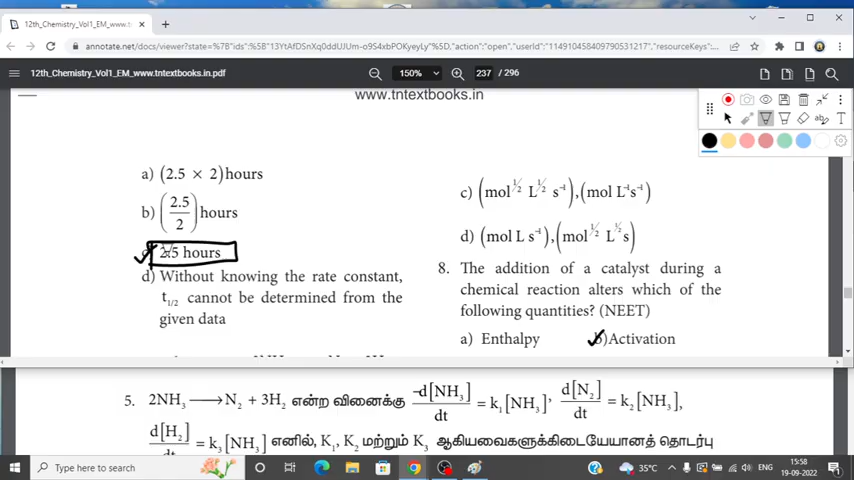 12th_Chemistry_Vol1_EM_www.tntextbooks.in
annotate.net/docs/viewer?state=%7B"ids%3A%5B"13YtAfDSnXq0ddUJUm-o9S4xbPOKyeyLy"%5D,"action":"open","userId":"114910458409790531217","resourceKeys...
12th_Chemistry_Vol1_EM_www.tntextbooks.in.pdf
150%
237 / 296
www.tntextbooks.in
a) (2.5 × 2) hours
b) (2.5/2) hours
2.5 hours
d) Without knowing the rate constant,
t1/2 cannot be determined from the
given data
c) (mol^1/2 L^1/2 s^-1), (mol L^-1 s^-1)
d) (mol L s^-1), (mol^1/2 L^1/2 s)
8. The addition of a catalyst during a
chemical reaction alters which of the
following quantities? (NEET)
a) Enthalpy b) Activation
5. 2NH3 ⟶ N2 + 3H2 என்ற வினைக்கு -d[NH3]/dt = k1[NH3], d[N2]/dt = k2[NH3],
d[H2]/dt = k3[NH3] எனில், K1, K2 மற்றும் K3 ஆகியவைகளுக்கிடையேயானத் தொடர்பு
Type here to search
35°C
ENG
15:58
19-09-2022